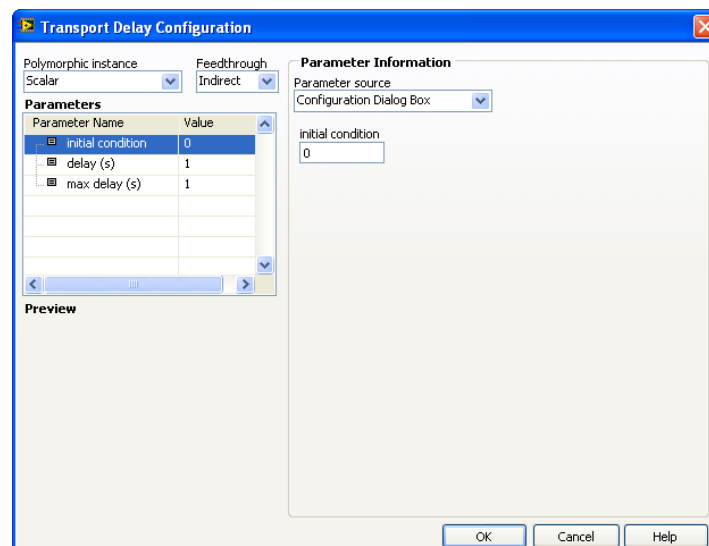 Transport Delay Configuration
Polymorphic instance
Feedthrough
Scalar
Indirect
Parameters
Parameter Name Value
initial condition 0
delay (s) 1
max delay (s) 1
Preview
Parameter Information
Parameter source
Configuration Dialog Box
initial condition
0
OK Cancel Help